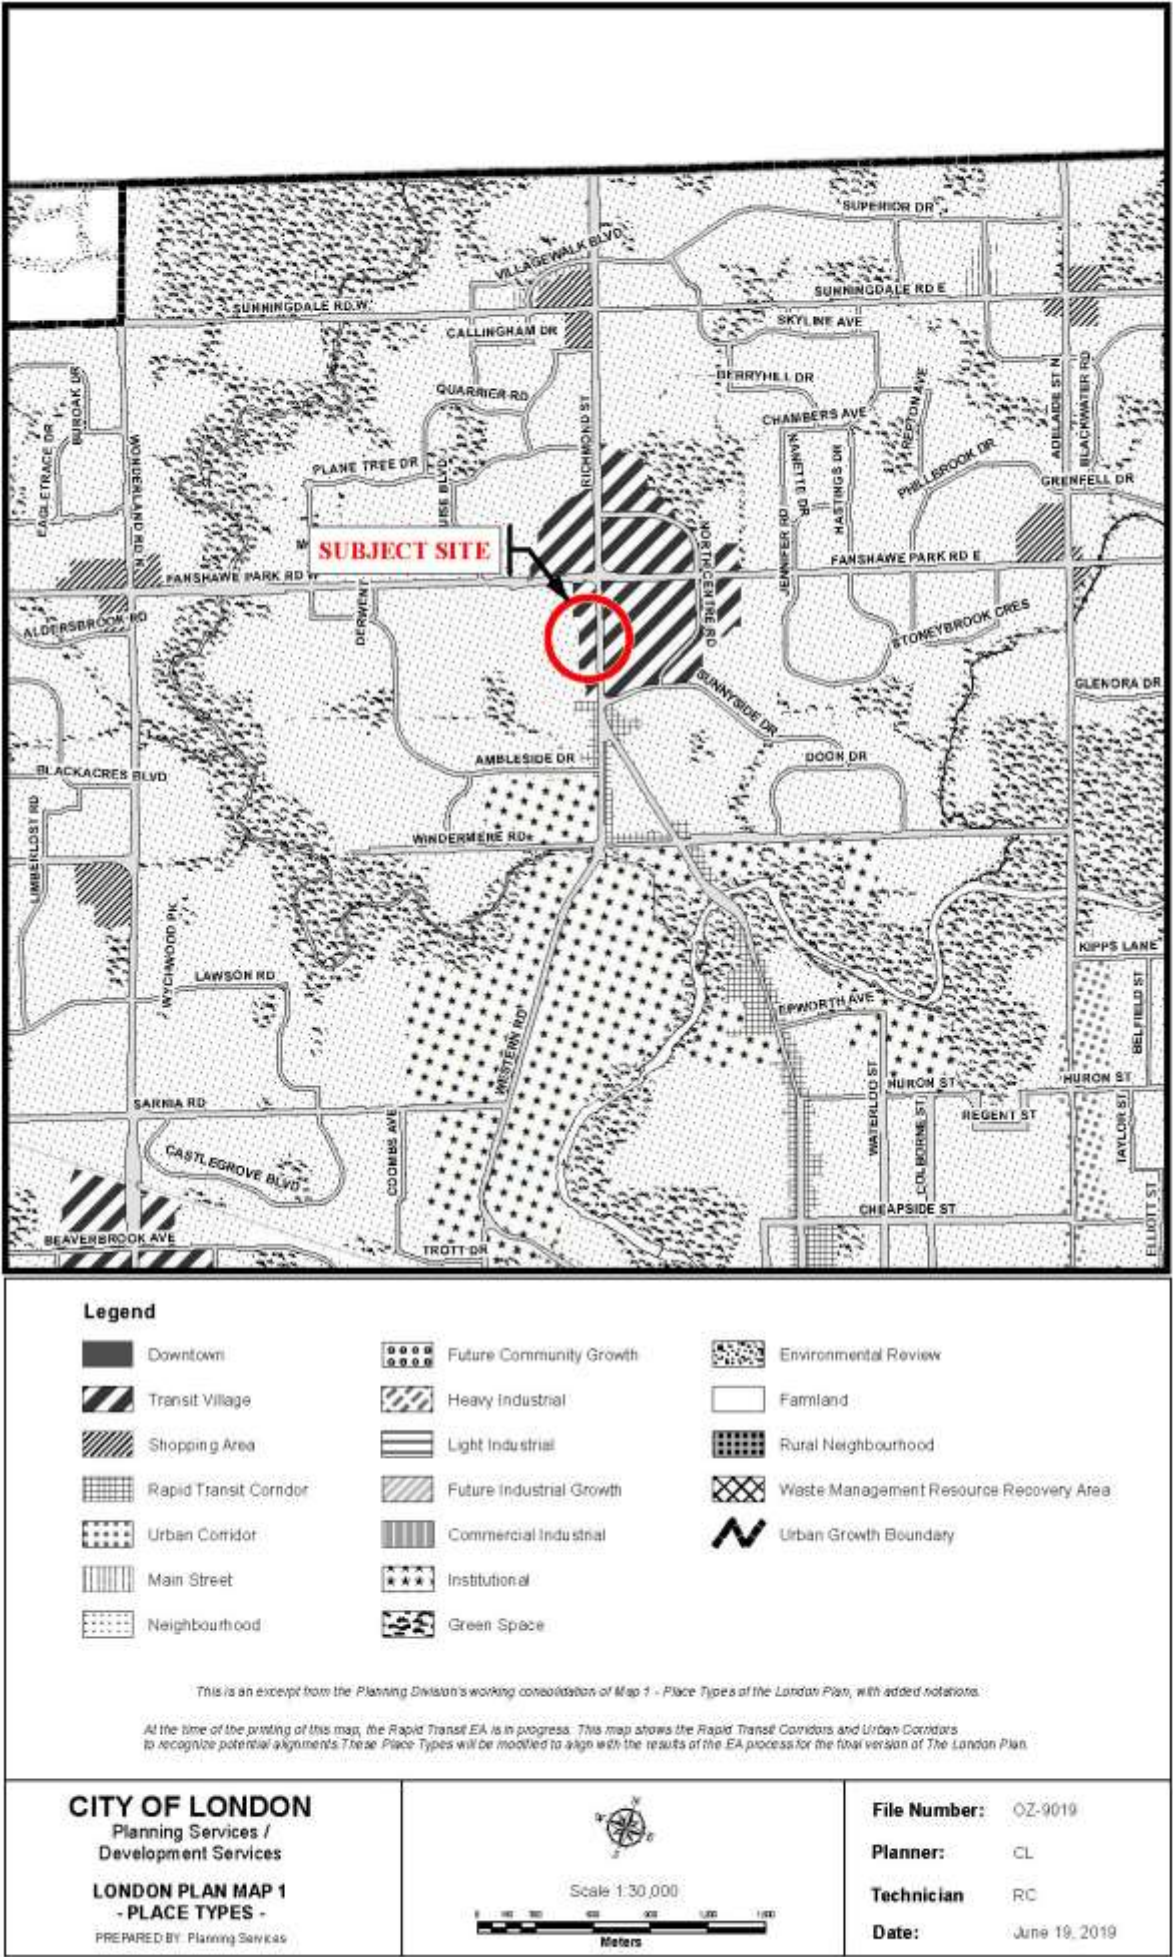 SUPERIOR DR
VILLAGEWALK BLVD
SUNNINGDALE RD W
SUNNINGDALE RD E
CALLINGHAM DR
SKYLINE AVE
BERRYHILL DR
QUARRIER RD
CHAMBERS AVE
BUROAK DR
EAGLETRACE DR
WONDERLAND RD N
RICHMOND ST
REPTON AVE
ADELAIDE ST N
BLACKWATER RD
PLANE TREE DR
NANETTE DR
HASTINGS DR
PHILLBROOK DR
GRENFELL DR
SUBJECT SITE
FANSHAWE PARK RD W
FANSHAWE PARK RD E
NORTH CENTRE RD
JENNIFER RD
ALDERSBROOK RD
DERWENT
STONEYBROOK CRES
SUNNYSIDE DR
GLENORA DR
AMBLESIDE DR
DOON DR
BLACKACRES BLVD
LIMBERLOST RD
WINDERMERE RD
WYCHWOOD PK
LAWSON RD
KIPPS LANE
EPWORTH AVE
BELFIELD ST
WESTERN RD
WATERLOO ST
HURON ST
HURON ST
SARNIA RD
REGENT ST
COLBORNE ST
TAYLOR ST
COOMBS AVE
CASTLEGROVE BLVD
CHEAPSIDE ST
ELLIOTT ST
BEAVERBROOK AVE
TROTT DR
Legend
Downtown
Transit Village
Shopping Area
Rapid Transit Corridor
Urban Corridor
Main Street
Neighbourhood
Future Community Growth
Heavy Industrial
Light Industrial
Future Industrial Growth
Commercial Industrial
Institutional
Green Space
Environmental Review
Farmland
Rural Neighbourhood
Waste Management Resource Recovery Area
Urban Growth Boundary
This is an excerpt from the Planning Division's working consolidation of Map 1 - Place Types of the London Plan, with added notations.
At the time of the printing of this map, the Rapid Transit EA is in progress. This map shows the Rapid Transit Corridors and Urban Corridors
to recognize potential alignments. These Place Types will be modified to align with the results of the EA process for the final version of The London Plan.
CITY OF LONDON
Planning Services /
Development Services
LONDON PLAN MAP 1
- PLACE TYPES -
PREPARED BY: Planning Services
N
W
E
S
Scale 1:30,000
Meters
File Number: OZ-9019
Planner: CL
Technician RC
Date: June 19, 2019